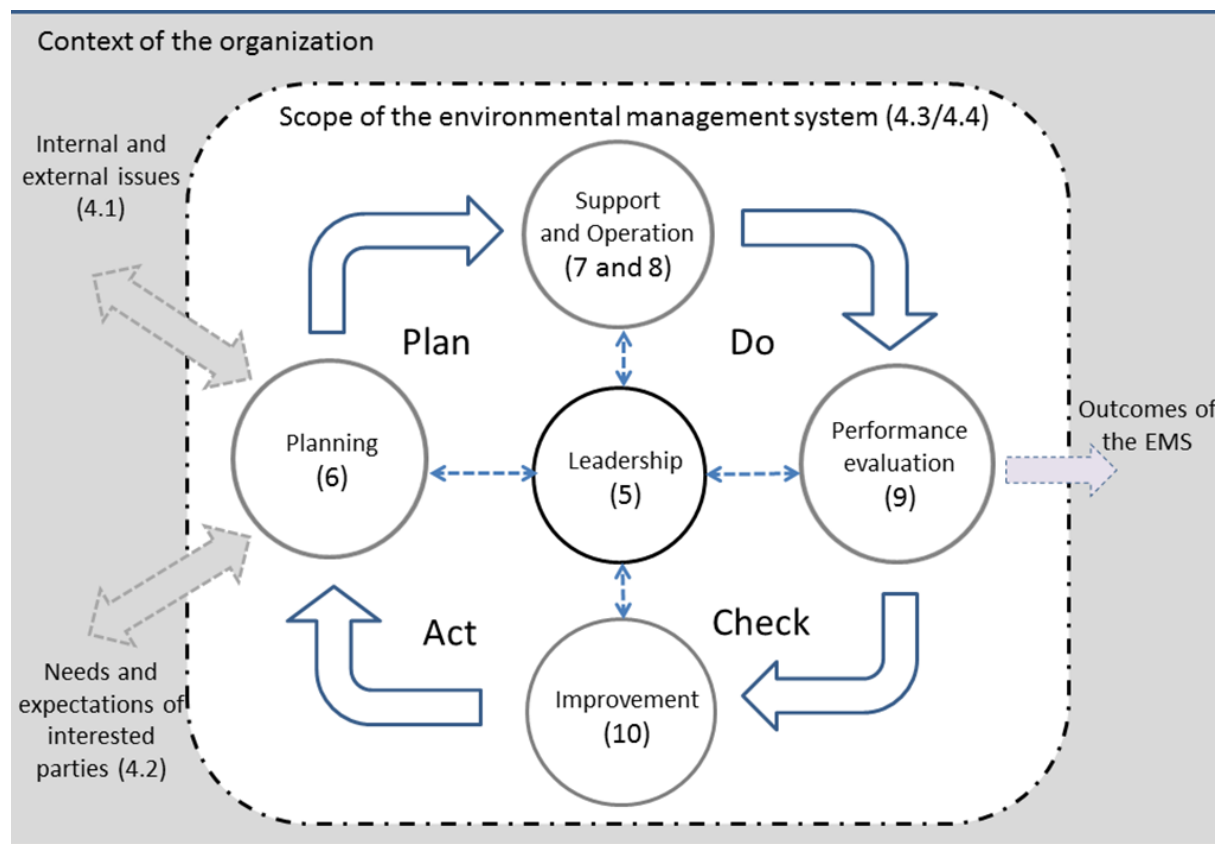 Context of the organization
Scope of the environmental management system (4.3/4.4)
Internal and
external issues
(4.1)
Support
and Operation
(7 and 8)
Plan
Do
Planning
(6)
Leadership
(5)
Performance
evaluation
(9)
Outcomes of
the EMS
Act
Check
Needs and
expectations of
interested
parties (4.2)
Improvement
(10)